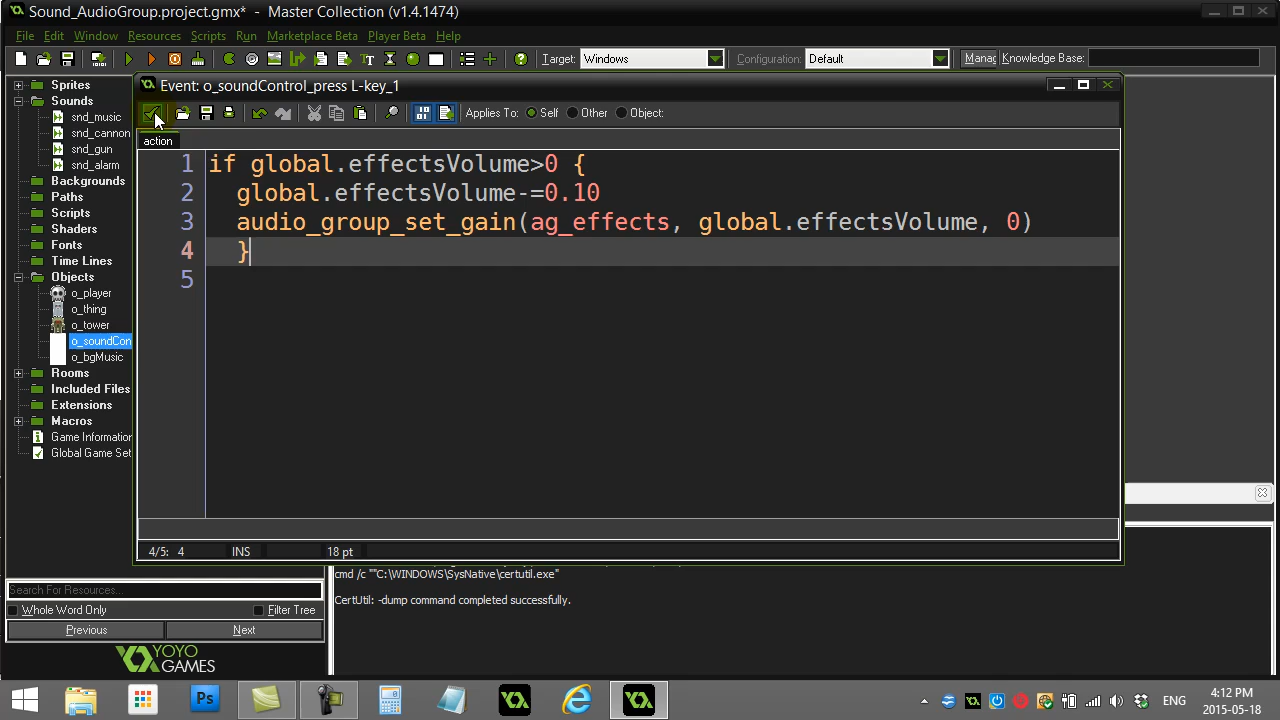 Sound_AudioGroup.project.gmx* - Master Collection (v1.4.1474)
File Edit Window Resources Scripts Run Marketplace Beta Player Beta Help
Target: Windows Configuration: Default Manag Knowledge Base:
Sprites
Sounds
snd_music
snd_cannon
snd_gun
snd_alarm
Backgrounds
Paths
Scripts
Shaders
Fonts
Time Lines
Objects
o_player
o_thing
o_tower
o_soundCon
o_bgMusic
Rooms
Included Files
Extensions
Macros
Game Information
Global Game Set
Event: o_soundControl_press L-key_1
Applies To: Self Other Object:
action
1 if global.effectsVolume>0 {
2 global.effectsVolume-=0.10
3 audio_group_set_gain(ag_effects, global.effectsVolume, 0)
4 }
5
4/5: 4 INS 18 pt
cmd /c ""C:\WINDOWS\SysNative\certutil.exe"
CertUtil: -dump command completed successfully.
Search For Resources...
Whole Word Only Filter Tree
Previous Next
YOYO
GAMES
Ps
ENG
4:12 PM
2015-05-18